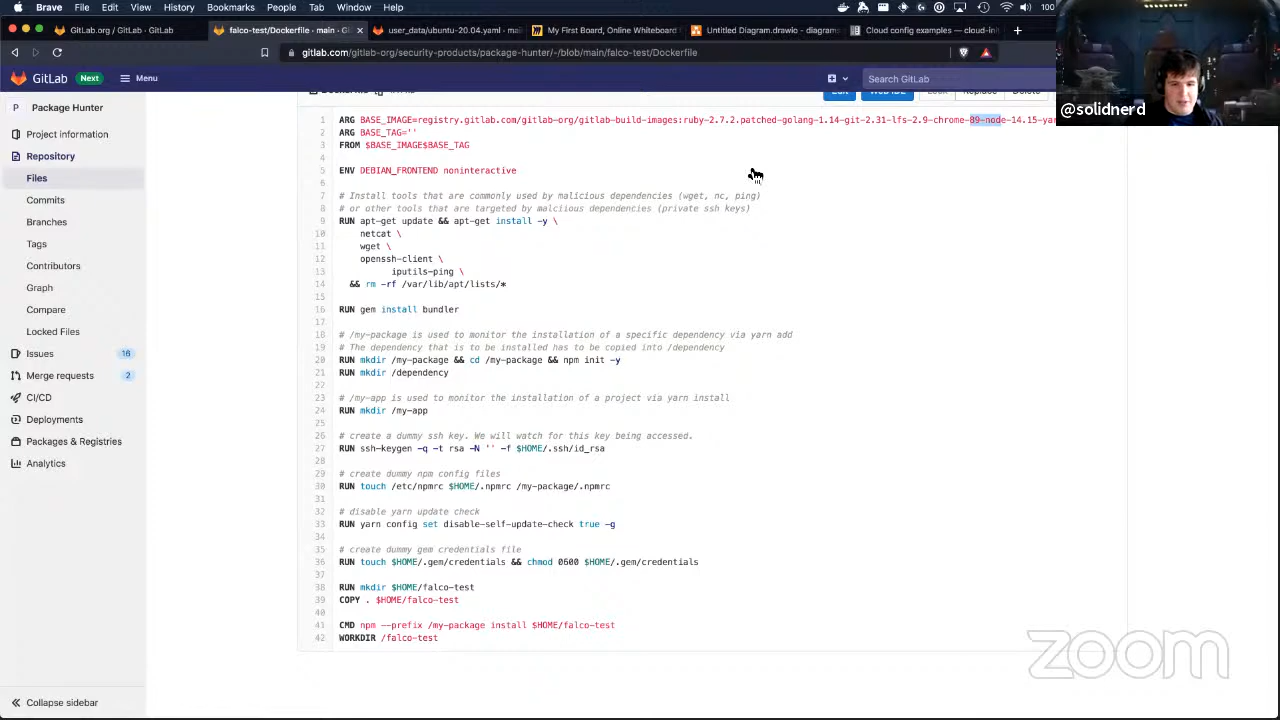 Brave File Edit View History Bookmarks People Tab Window Help 100
GitLab.org / GitLab · GitLab
falco-test/Dockerfile · main · G
user_data/ubuntu-20.04.yaml · ma
My First Board, Online Whiteboard
Untitled Diagram.drawio - diagrams
Cloud config examples — cloud-init
gitlab.com/gitlab-org/security-products/package-hunter/-/blob/main/falco-test/Dockerfile
GitLab Next Menu Search GitLab
@solidnerd
P Package Hunter
Project information
Repository
Files
Commits
Branches
Tags
Contributors
Graph
Compare
Locked Files
Issues 16
Merge requests 2
CI/CD
Deployments
Packages & Registries
Analytics
Collapse sidebar
1 ARG BASE_IMAGE=registry.gitlab.com/gitlab-org/gitlab-build-images:ruby-2.7.2.patched-golang-1.14-git-2.31-lfs-2.9-chrome-89-node-14.15-yar
2 ARG BASE_TAG=''
3 FROM $BASE_IMAGE$BASE_TAG
4
5 ENV DEBIAN_FRONTEND noninteractive
6
7 # Install tools that are commonly used by malicious dependencies (wget, nc, ping)
8 # or other tools that are targeted by malciious dependencies (private ssh keys)
9 RUN apt-get update && apt-get install -y \
10 netcat \
11 wget \
12 openssh-client \
13 iputils-ping \
14 && rm -rf /var/lib/apt/lists/*
15
16 RUN gem install bundler
17
18 # /my-package is used to monitor the installation of a specific dependency via yarn add
19 # The dependency that is to be installed has to be copied into /dependency
20 RUN mkdir /my-package && cd /my-package && npm init -y
21 RUN mkdir /dependency
22
23 # /my-app is used to monitor the installation of a project via yarn install
24 RUN mkdir /my-app
25
26 # create a dummy ssh key. We will watch for this key being accessed.
27 RUN ssh-keygen -q -t rsa -N '' -f $HOME/.ssh/id_rsa
28
29 # create dummy npm config files
30 RUN touch /etc/npmrc $HOME/.npmrc /my-package/.npmrc
31
32 # disable yarn update check
33 RUN yarn config set disable-self-update-check true -g
34
35 # create dummy gem credentials file
36 RUN touch $HOME/.gem/credentials && chmod 0600 $HOME/.gem/credentials
37
38 RUN mkdir $HOME/falco-test
39 COPY . $HOME/falco-test
40
41 CMD npm --prefix /my-package install $HOME/falco-test
42 WORKDIR /falco-test
zoom